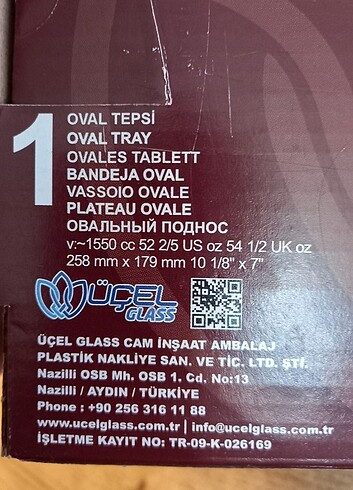 1
OVAL TEPSİ
OVAL TRAY
OVALES TABLETT
BANDEJA OVAL
VASSOIO OVALE
PLATEAU OVALE
ОВАЛЬНЫЙ ПОДНОС
v:~1550 cc 52 2/5 US oz 54 1/2 UK oz
258 mm x 179 mm 10 1/8" x 7"
ÜÇEL
GLASS
ÜÇEL GLASS CAM İNŞAAT AMBALAJ
PLASTİK NAKLİYE SAN. VE TİC. LTD. ŞTİ.
Nazilli OSB Mh. OSB 1. Cd. No:13
Nazilli / AYDIN / TÜRKİYE
Phone : +90 256 316 11 88
www.ucelglass.com.tr | info@ucelglass.com.tr
İŞLETME KAYIT NO: TR-09-K-026169